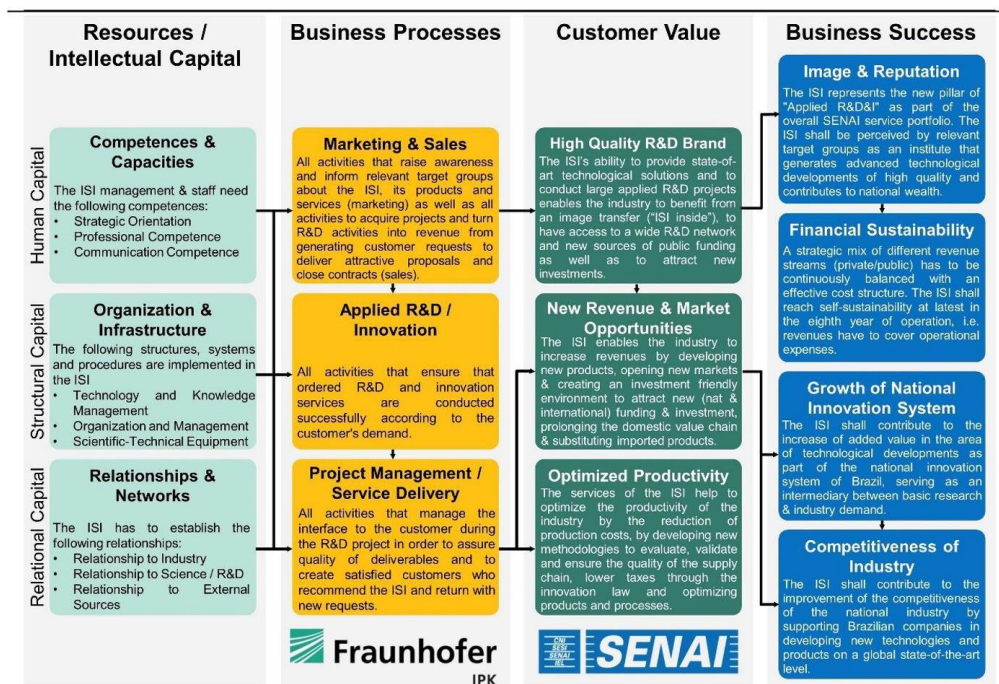 Resources /
Intellectual Capital
Business Processes
Customer Value
Business Success
Human Capital
Competences &
Capacities
The ISI management & staff need
the following competences:
• Strategic Orientation
• Professional Competence
• Communication Competence
Structural Capital
Organization &
Infrastructure
The following structures, systems
and procedures are implemented in
the ISI
• Technology and Knowledge
Management
• Organization and Management
• Scientific-Technical Equipment
Relational Capital
Relationships &
Networks
The ISI has to establish the
following relationships:
• Relationship to Industry
• Relationship to Science / R&D
• Relationship to External
Sources
Marketing & Sales
All activities that raise awareness
and inform relevant target groups
about the ISI, its products and
services (marketing) as well as all
activities to acquire projects and turn
R&D activities into revenue from
generating customer requests to
deliver attractive proposals and
close contracts (sales).
Applied R&D /
Innovation
All activities that ensure that
ordered R&D and innovation
services are conducted
successfully according to the
customer's demand.
Project Management /
Service Delivery
All activities that manage the
interface to the customer during
the R&D project in order to assure
quality of deliverables and to
create satisfied customers who
recommend the ISI and return with
new requests.
High Quality R&D Brand
The ISI's ability to provide state-of-
art technological solutions and to
conduct large applied R&D projects
enables the industry to benefit from
an image transfer ("ISI inside"), to
have access to a wide R&D network
and new sources of public funding
as well as to attract new
investments.
New Revenue & Market
Opportunities
The ISI enables the industry to
increase revenues by developing
new products, opening new markets
& creating an investment friendly
environment to attract new (nat &
international) funding & investment,
prolonging the domestic value chain
& substituting imported products.
Optimized Productivity
The services of the ISI help to
optimize the productivity of the
industry by the reduction of
production costs, by developing new
methodologies to evaluate, validate
and ensure the quality of the supply
chain, lower taxes through the
innovation law and optimizing
products and processes.
Image & Reputation
The ISI represents the new pillar of
"Applied R&D&I" as part of the
overall SENAI service portfolio. The
ISI shall be perceived by relevant
target groups as an institute that
generates advanced technological
developments of high quality and
contributes to national wealth.
Financial Sustainability
A strategic mix of different revenue
streams (private/public) has to be
continuously balanced with an
effective cost structure. The ISI shall
reach self-sustainability at latest in
the eighth year of operation, i.e.
revenues have to cover operational
expenses.
Growth of National
Innovation System
The ISI shall contribute to the
increase of added value in the area
of technological developments as
part of the national innovation
system of Brazil, serving as an
intermediary between basic research
& industry demand.
Competitiveness of
Industry
The ISI shall contribute to the
improvement of the competitiveness
of the national industry by
supporting Brazilian companies in
developing new technologies and
products on a global state-of-the-art
level.
Fraunhofer
IPK
CNI
SESI
SENAI
IEL
SENAI